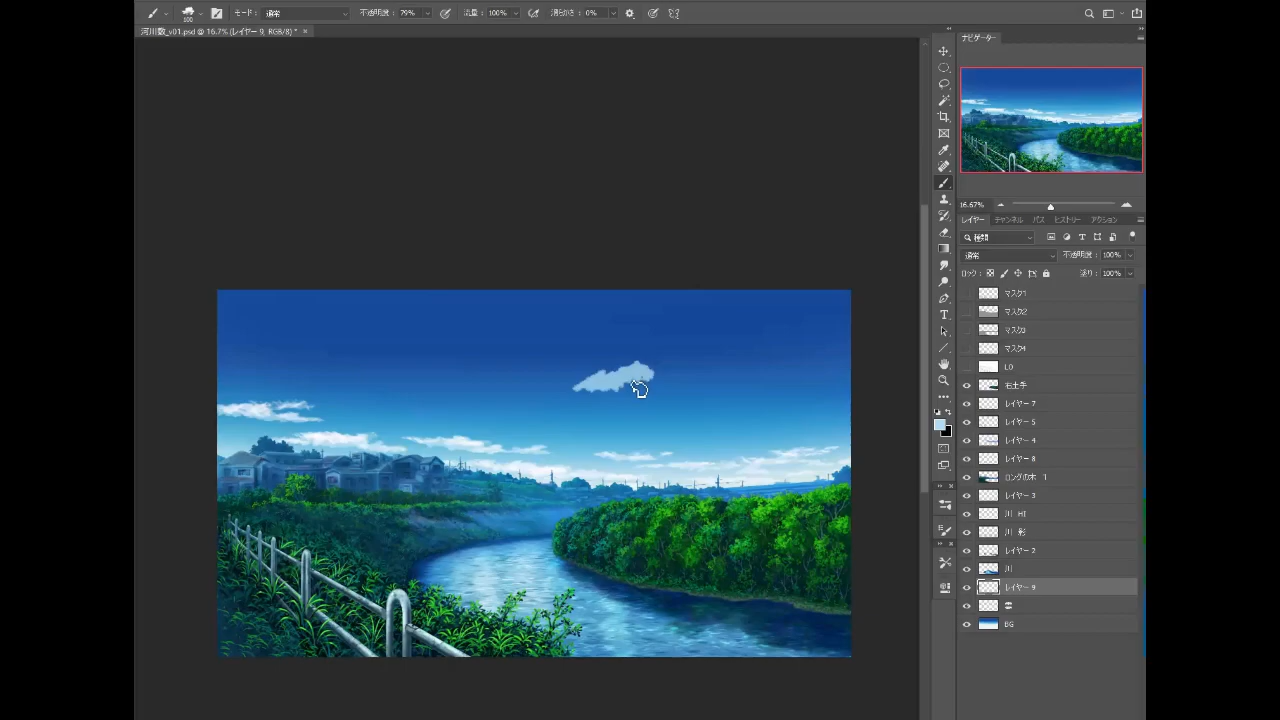 100 モード： 通常 不透明度： 79% 流量： 100% 滑らかさ： 0%
河川敷_v01.psd @ 16.7% (レイヤー 9, RGB/8) * ×
ナビゲーター
16.67%
レイヤー チャンネル パス ヒストリー アクション
種類
通常 不透明度： 100%
ロック： 塗り： 100%
マスク1
マスク2
マスク3
マスク4
LO
右土手
レイヤー 7
レイヤー 5
レイヤー 4
レイヤー 8
ロングの木 1
レイヤー 3
川 HI
川 影
レイヤー 2
川
レイヤー 9
BG